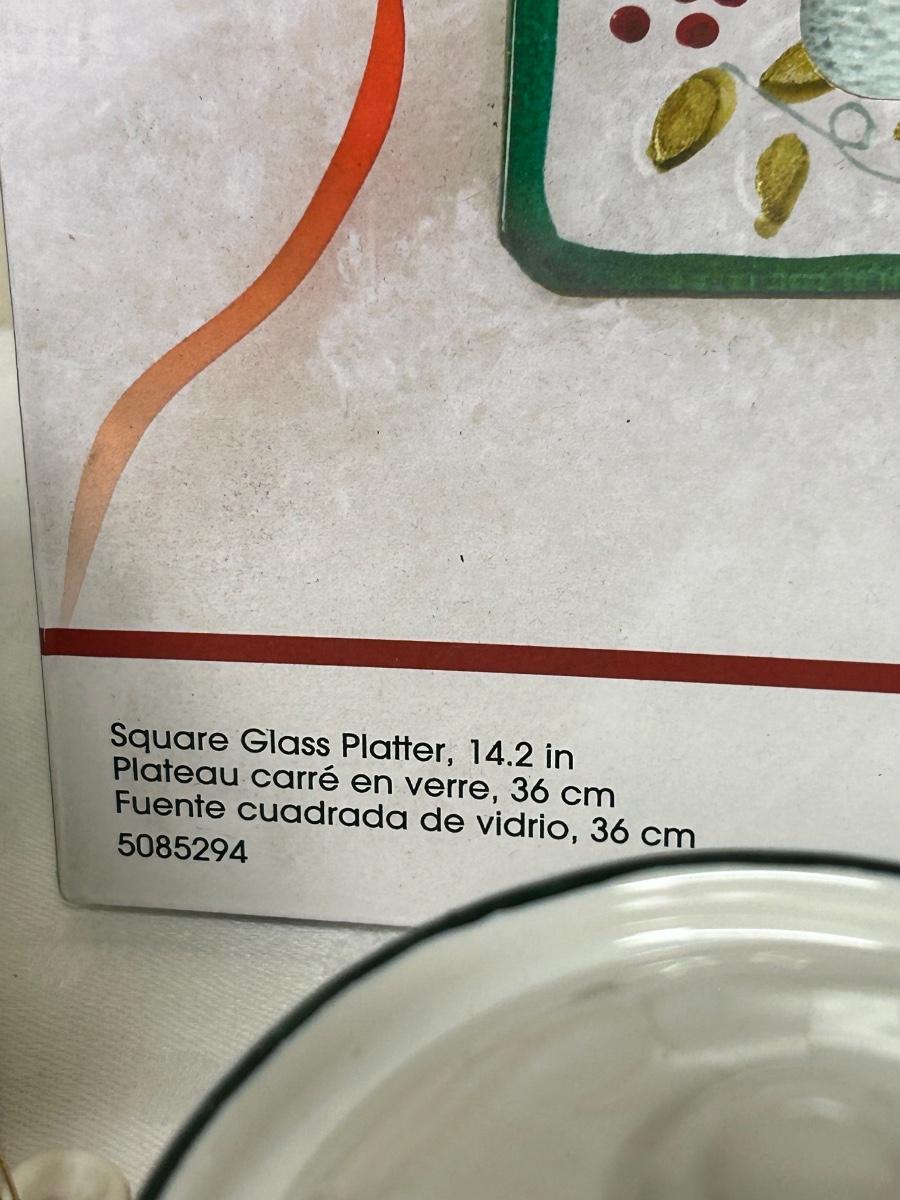 Square Glass Platter, 14.2 in
Plateau carré en verre, 36 cm
Fuente cuadrada de vidrio, 36 cm
5085294